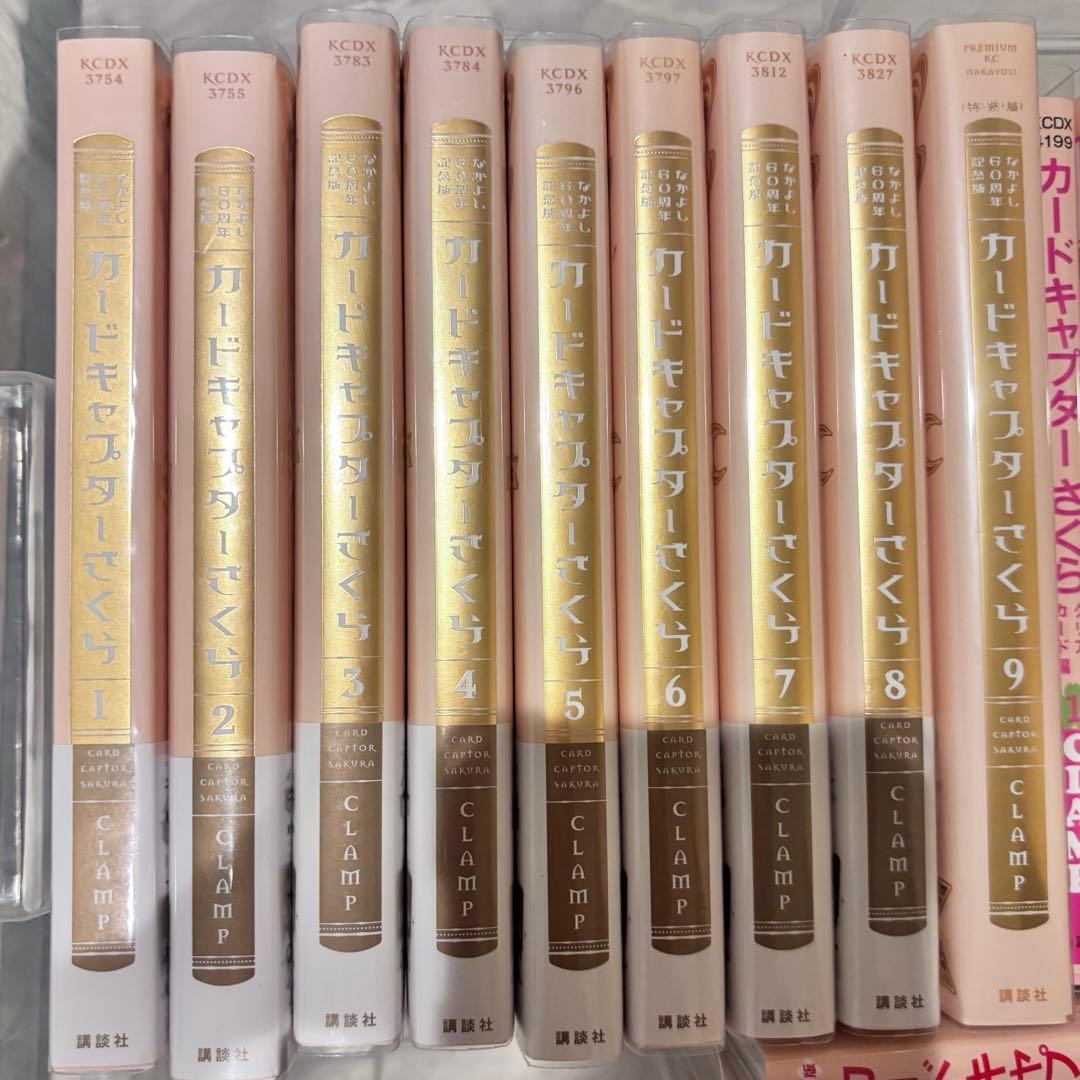 KCDX
3754
なかよし
60周年
記念版
カードキャプターさくら
1
CARD
CAPTOR
SAKURA
CLAMP
講談社
KCDX
3755
なかよし
60周年
記念版
カードキャプターさくら
2
CARD
CAPTOR
SAKURA
CLAMP
講談社
KCDX
3783
なかよし
60周年
記念版
カードキャプターさくら
3
CARD
CAPTOR
SAKURA
CLAMP
講談社
KCDX
3784
なかよし
60周年
記念版
カードキャプターさくら
4
CARD
CAPTOR
SAKURA
CLAMP
講談社
KCDX
3796
なかよし
60周年
記念版
カードキャプターさくら
5
CARD
CAPTOR
SAKURA
CLAMP
講談社
KCDX
3797
なかよし
60周年
記念版
カードキャプターさくら
6
CARD
CAPTOR
SAKURA
CLAMP
講談社
KCDX
3812
なかよし
60周年
記念版
カードキャプターさくら
7
CARD
CAPTOR
SAKURA
CLAMP
講談社
KCDX
3827
なかよし
60周年
記念版
カードキャプターさくら
8
CARD
CAPTOR
SAKURA
CLAMP
講談社
PREMIUM
KC
NAKAYOSI
特装版
なかよし
60周年
記念版
カードキャプターさくら
9
CARD
CAPTOR
SAKURA
CLAMP
講談社
KCDX
4199
カードキャプターさくら
1
CLAMP